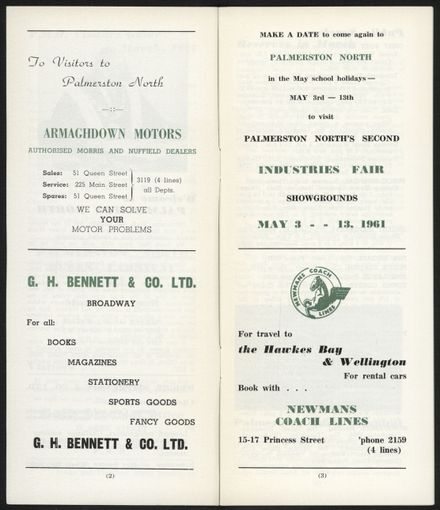 To Visitors to
Palmerston North
ARMAGHDOWN MOTORS
AUTHORISED MORRIS AND NUFFIELD DEALERS
Sales: 51 Queen Street
Service: 225 Main Street
Spares: 51 Queen Street
3119 (4 lines)
all Depts.
WE CAN SOLVE
YOUR
MOTOR PROBLEMS
G. H. BENNETT & CO. LTD.
BROADWAY
For all:
BOOKS
MAGAZINES
STATIONERY
SPORTS GOODS
FANCY GOODS
G. H. BENNETT & CO. LTD.
(2)
MAKE A DATE to come again to
PALMERSTON NORTH
in the May school holidays—
MAY 3rd — 13th
to visit
PALMERSTON NORTH'S SECOND
INDUSTRIES FAIR
SHOWGROUNDS
MAY 3 - - 13, 1961
NEWMANS COACH
LINES
For travel to
the Hawkes Bay
& Wellington
For rental cars
Book with . . .
NEWMANS
COACH LINES
15-17 Princess Street 'phone 2159
(4 lines)
(3)